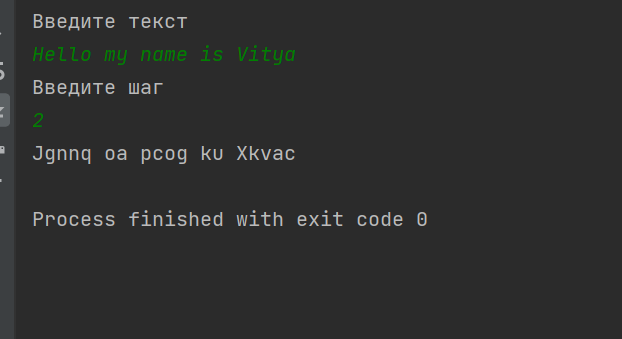 Введите текст
Hello my name is Vitya
Введите шаг
2
Jgnnq oa pcog ku Xkvac
Process finished with exit code 0